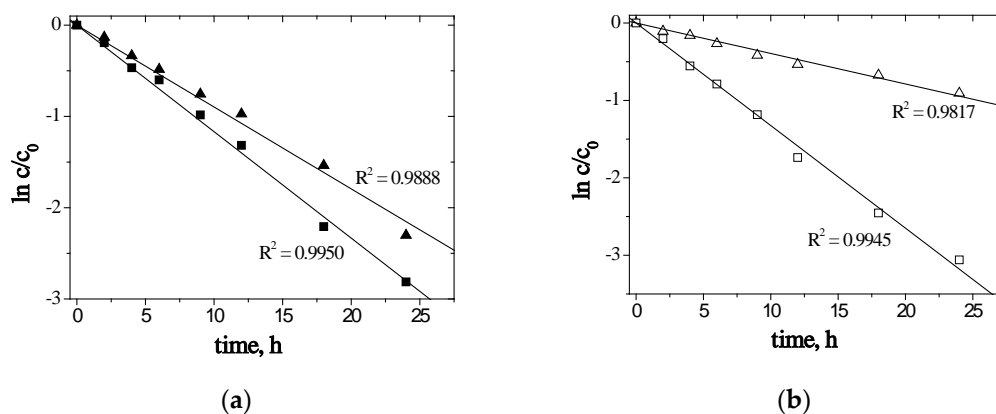 0
-1
-2
-3
ln c/c0
R² = 0.9888
R² = 0.9950
0 5 10 15 20 25
time, h
(a)
0
-1
-2
-3
ln c/c0
R² = 0.9817
R² = 0.9945
0 5 10 15 20 25
time, h
(b)